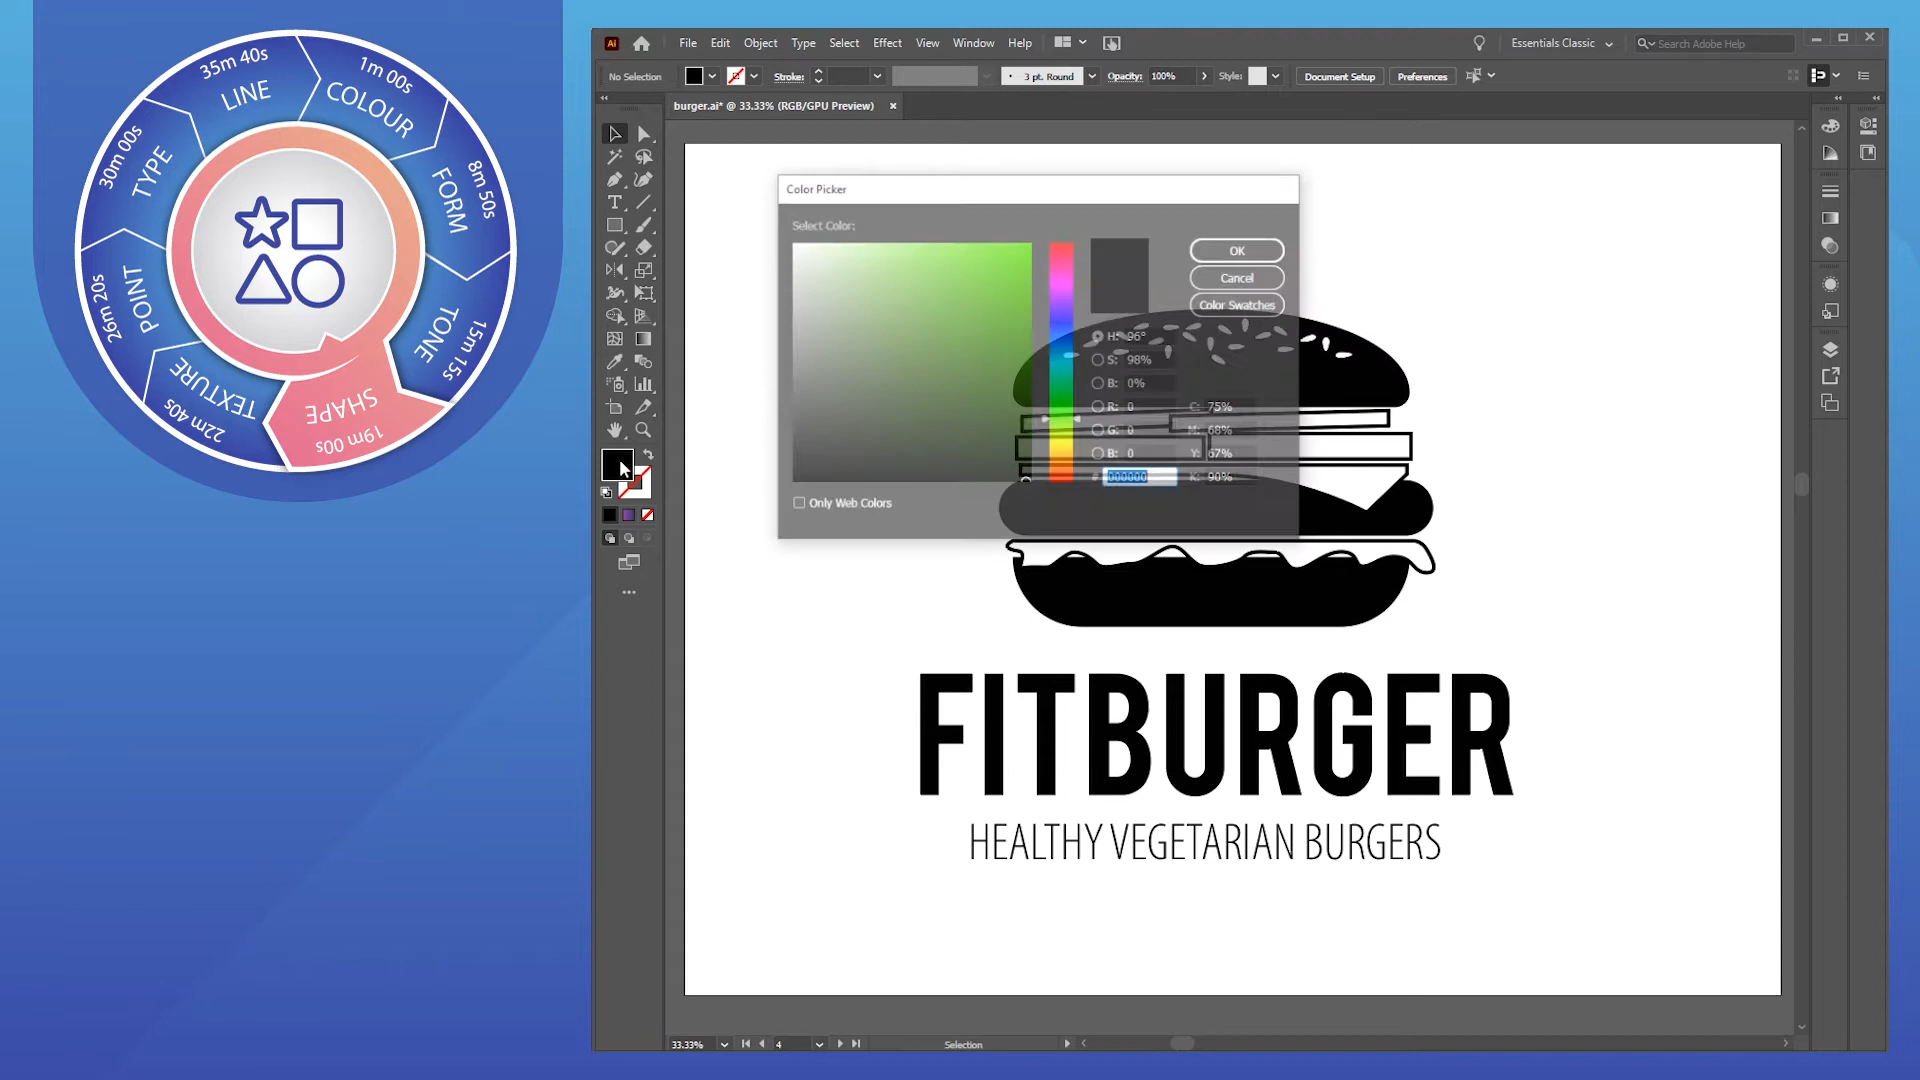 35m 40s
LINE
1m 00s
COLOUR
8m 50s
FORM
15m 15s
TONE
19m 00s
SHAPE
22m 40s
TEXTURE
26m 20s
POINT
30m 00s
TYPE
Ai File Edit Object Type Select Effect View Window Help Essentials Classic Search Adobe Help
No Selection Stroke: 3 pt. Round Opacity: 100% Style: Document Setup Preferences
burger.ai* @ 33.33% (RGB/GPU Preview)
Color Picker
Select Color:
OK
Cancel
Color Swatches
H: 96°
S: 98%
B: 0%
R: 0 C: 75%
G: 0 M: 68%
B: 0 Y: 67%
# 000000 K: 90%
Only Web Colors
FITBURGER
HEALTHY VEGETARIAN BURGERS
33.33% 4 Selection